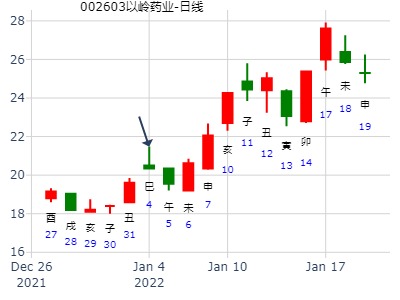 002603以岭药业-日线
28
26
24
22
20
18
16
酉
27
戌
28
亥
29
子
30
丑
31
巳
4
午
5
未
6
申
7
亥
10
子
11
丑
12
寅
13
卯
14
午
17
未
18
申
19
Dec 26
2021
Jan 4
2022
Jan 10
Jan 17